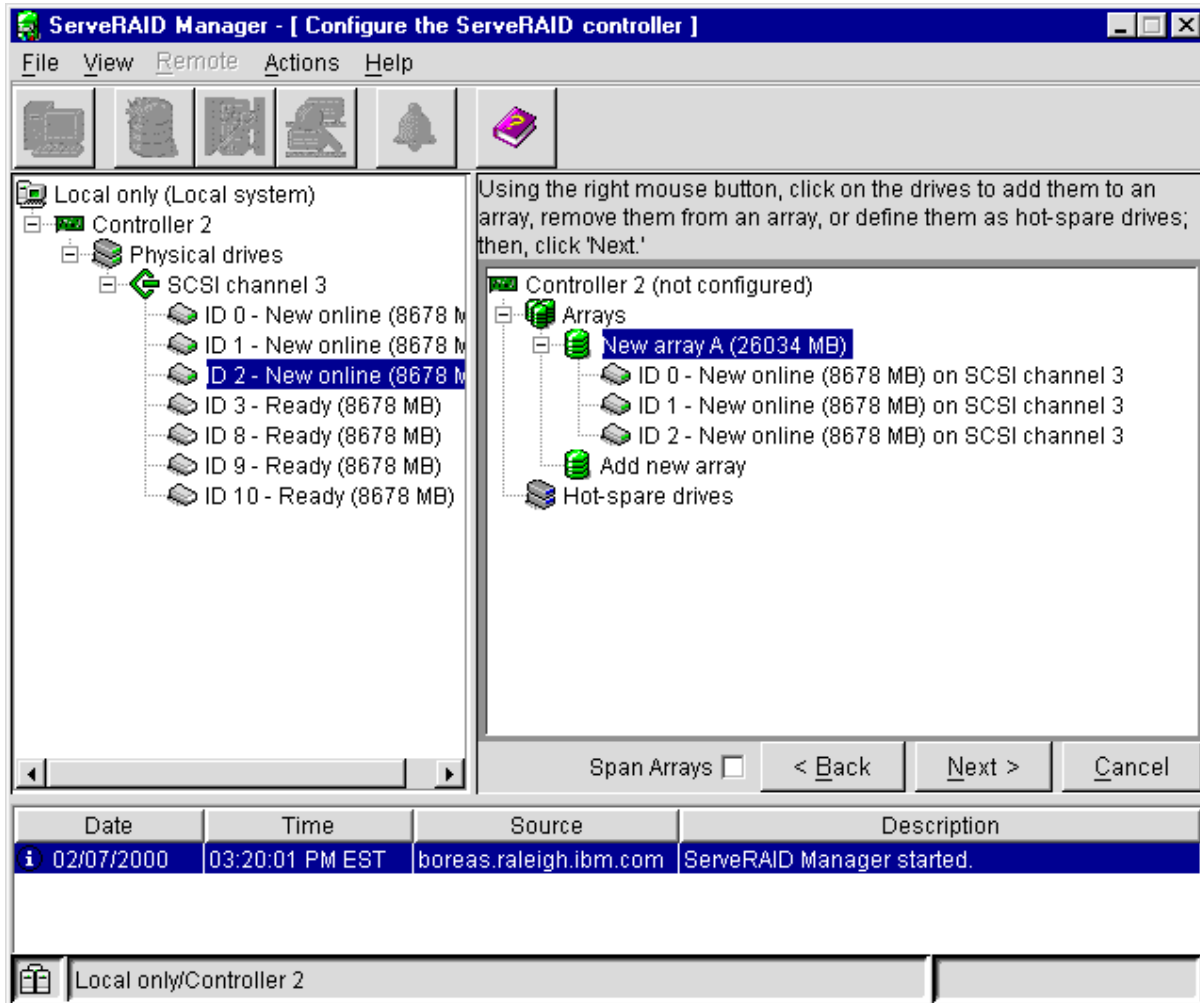 ServeRAID Manager - [ Configure the ServeRAID controller ]
File View Remote Actions Help
Local only (Local system)
Controller 2
Physical drives
SCSI channel 3
ID 0 - New online (8678 M
ID 1 - New online (8678 M
ID 2 - New online (8678 M
ID 3 - Ready (8678 MB)
ID 8 - Ready (8678 MB)
ID 9 - Ready (8678 MB)
ID 10 - Ready (8678 MB)
Using the right mouse button, click on the drives to add them to an
array, remove them from an array, or define them as hot-spare drives;
then, click 'Next.'
Controller 2 (not configured)
Arrays
New array A (26034 MB)
ID 0 - New online (8678 MB) on SCSI channel 3
ID 1 - New online (8678 MB) on SCSI channel 3
ID 2 - New online (8678 MB) on SCSI channel 3
Add new array
Hot-spare drives
Span Arrays < Back Next > Cancel
Date Time Source Description
02/07/2000 03:20:01 PM EST boreas.raleigh.ibm.com ServeRAID Manager started.
Local only/Controller 2